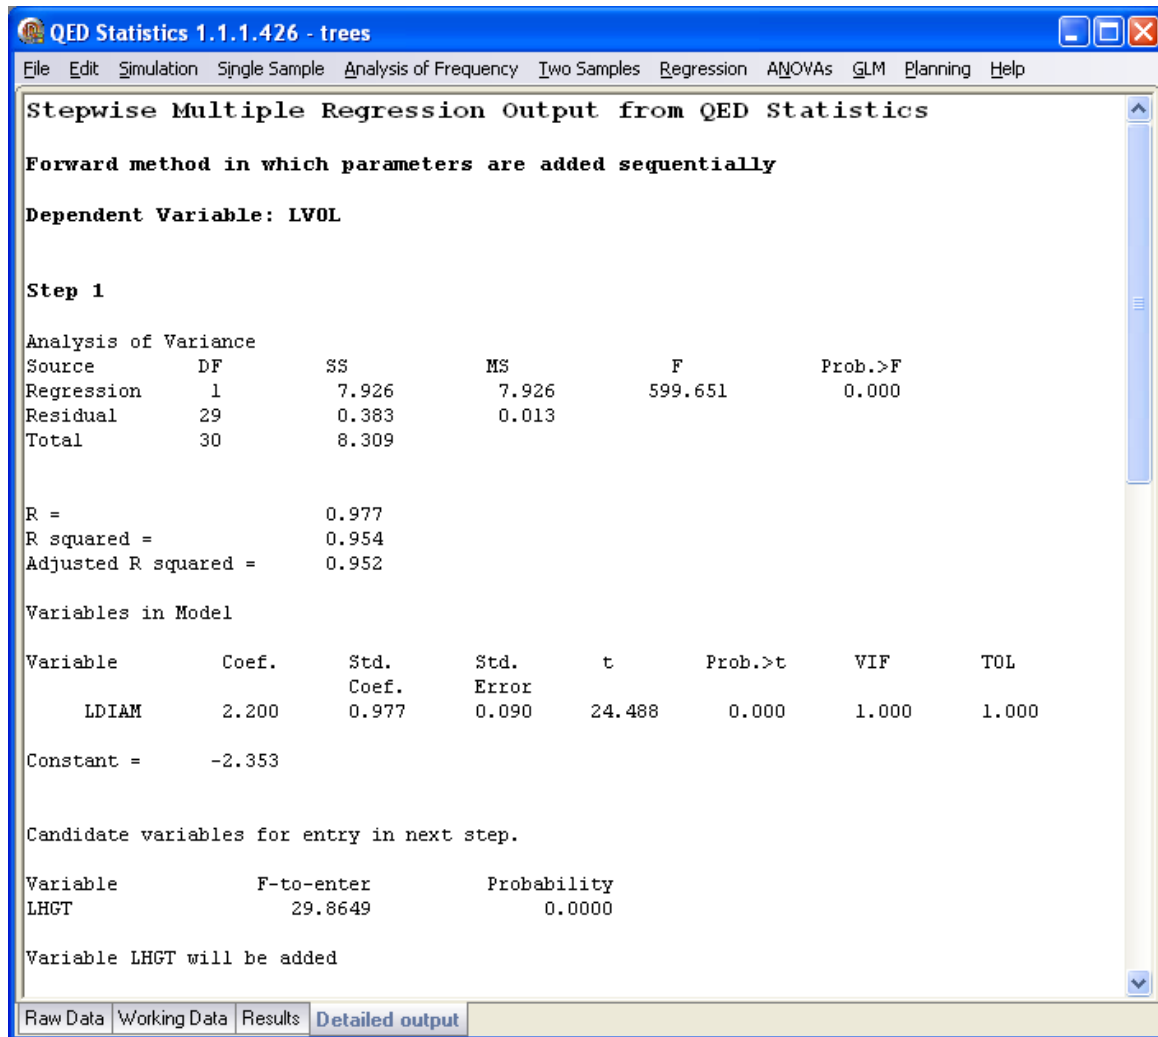 QED Statistics 1.1.1.426 - trees
File Edit Simulation Single Sample Analysis of Frequency Two Samples Regression ANOVAs GLM Planning Help
Stepwise Multiple Regression Output from QED Statistics
Forward method in which parameters are added sequentially
Dependent Variable: LVOL
Step 1
Analysis of Variance
Source DF SS MS F Prob.>F
Regression 1 7.926 7.926 599.651 0.000
Residual 29 0.383 0.013
Total 30 8.309
R = 0.977
R squared = 0.954
Adjusted R squared = 0.952
Variables in Model
Variable Coef. Std. Std. t Prob.>t VIF TOL
Coef. Error
LDIAM 2.200 0.977 0.090 24.488 0.000 1.000 1.000
Constant = -2.353
Candidate variables for entry in next step.
Variable F-to-enter Probability
LHGT 29.8649 0.0000
Variable LHGT will be added
Raw Data Working Data Results Detailed output